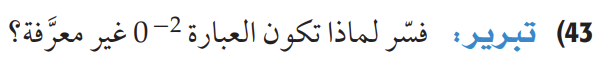 (43 تبرير: فسّر لماذا تكون العبارة 0⁻² غير معرَّفة؟